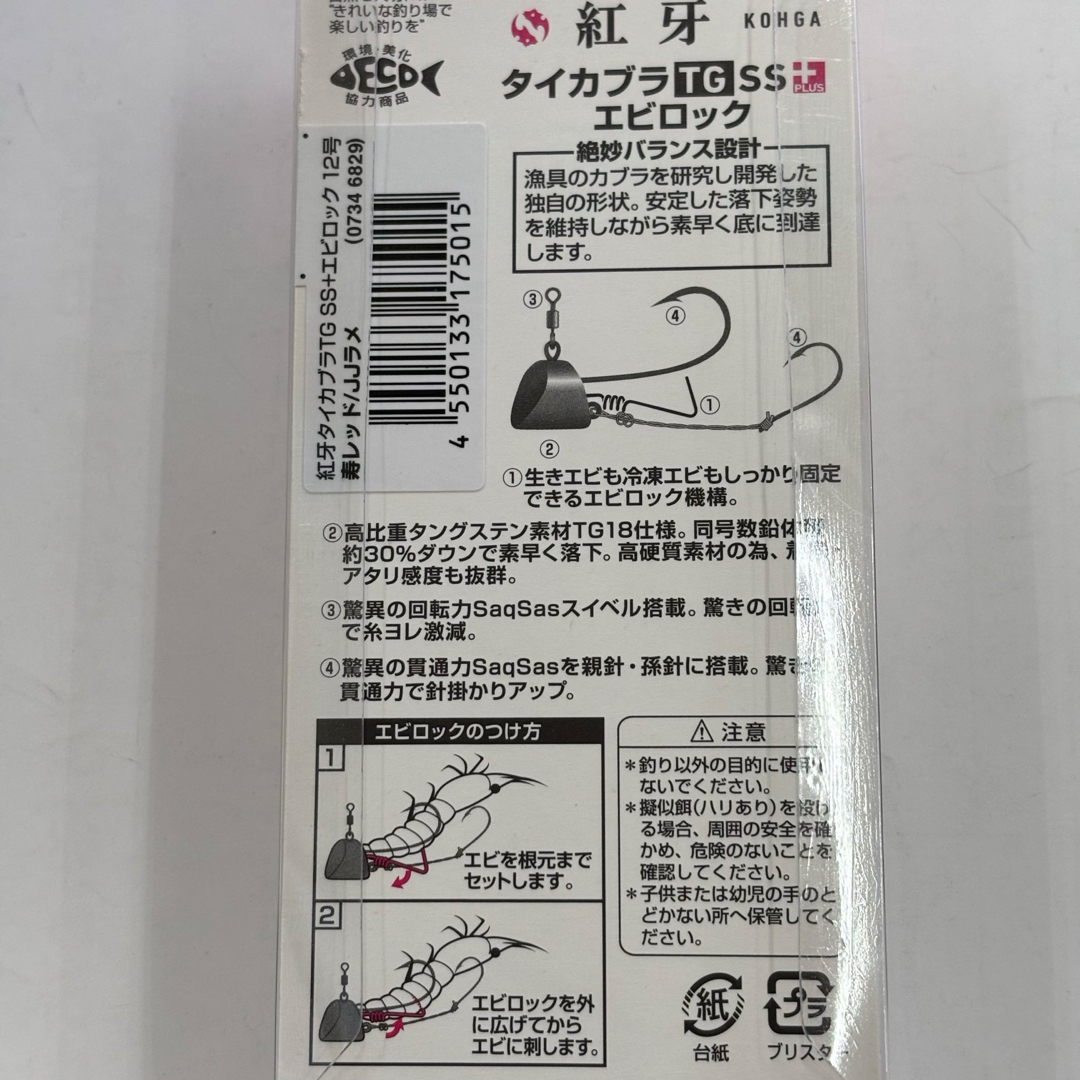 "きれいな釣り場で
楽しい釣りを"
環境・美化
DECO
協力商品
紅牙 KOHGA
タイカブラTG SS+
PLUS
エビロック
紅牙タイカブラTG SS+エビロック 12号
(0734 6829)
寿レッド/JJラメ
4 550133 175015
絶妙バランス設計
漁具のカブラを研究し開発した
独自の形状。安定した落下姿勢
を維持しながら素早く底に到達
します。
③
④
④
①
②
①生きエビも冷凍エビもしっかり固定
できるエビロック機構。
②高比重タングステン素材TG18仕様。同号数鉛体
約30%ダウンで素早く落下。高硬質素材の為、
アタリ感度も抜群。
③驚異の回転力SaqSasスイベル搭載。驚きの回転
で糸ヨレ激減。
④驚異の貫通力SaqSasを親針・孫針に搭載。驚き
貫通力で針掛かりアップ。
エビロックのつけ方
1
エビを根元まで
セットします。
2
エビロックを外
に広げてから
エビに刺します。
注意
*釣り以外の目的に使用し
ないでください。
*擬似餌(ハリあり)を投げ
る場合、周囲の安全を確
かめ、危険のないことを
確認してください。
*子供または幼児の手のと
どかない所へ保管してく
ださい。
紙
台紙
プラ
ブリスター